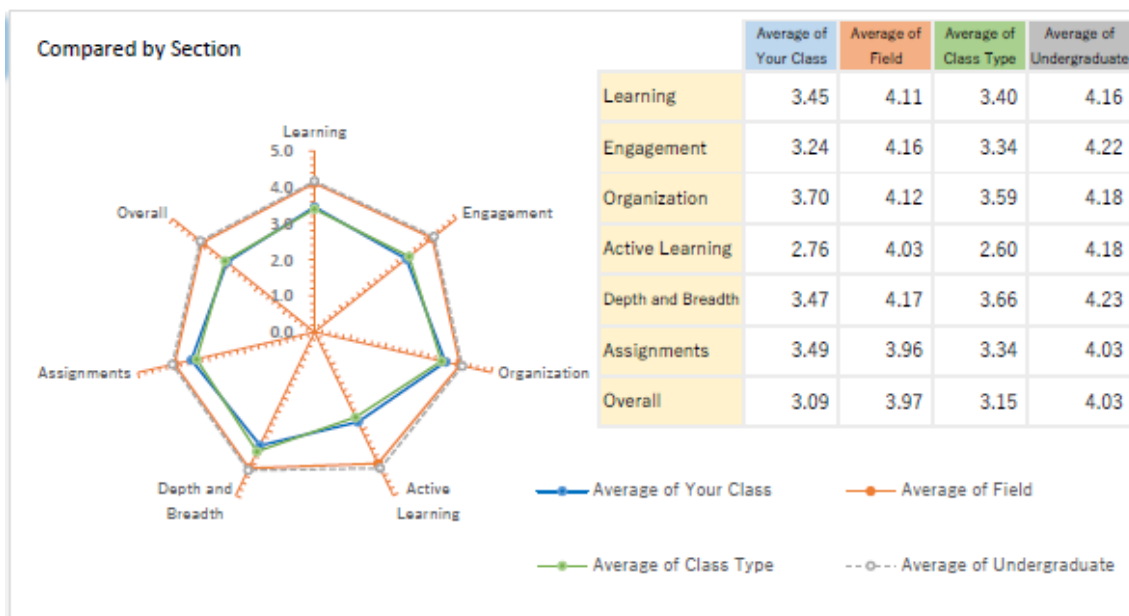 Compared by Section
Average of Your Class
Average of Field
Average of Class Type
Average of Undergraduate
Learning 3.45 4.11 3.40 4.16
Engagement 3.24 4.16 3.34 4.22
Organization 3.70 4.12 3.59 4.18
Active Learning 2.76 4.03 2.60 4.18
Depth and Breadth 3.47 4.17 3.66 4.23
Assignments 3.49 3.96 3.34 4.03
Overall 3.09 3.97 3.15 4.03
Learning
5.0
4.0
3.0
2.0
1.0
0.0
Engagement
Organization
Active
Learning
Depth and
Breadth
Assignments
Overall
Average of Your Class
Average of Field
Average of Class Type
Average of Undergraduate